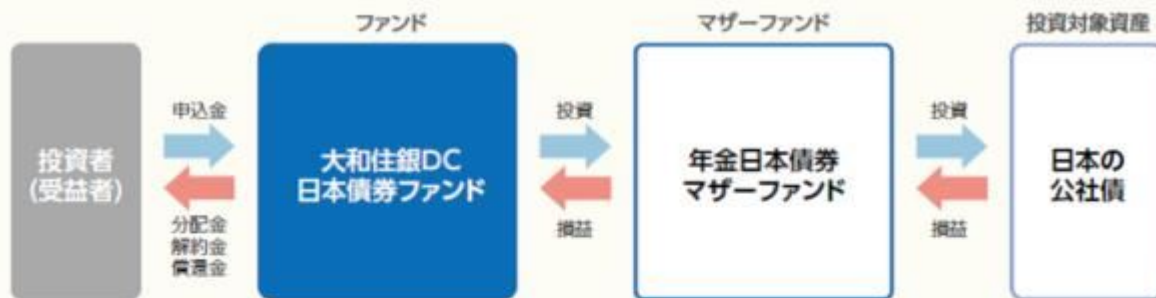 ファンド
マザーファンド
投資対象資産
投資者
(受益者)
申込金
分配金
解約金
償還金
大和住銀DC
日本債券ファンド
投資
損益
年金日本債券
マザーファンド
投資
損益
日本の
公社債